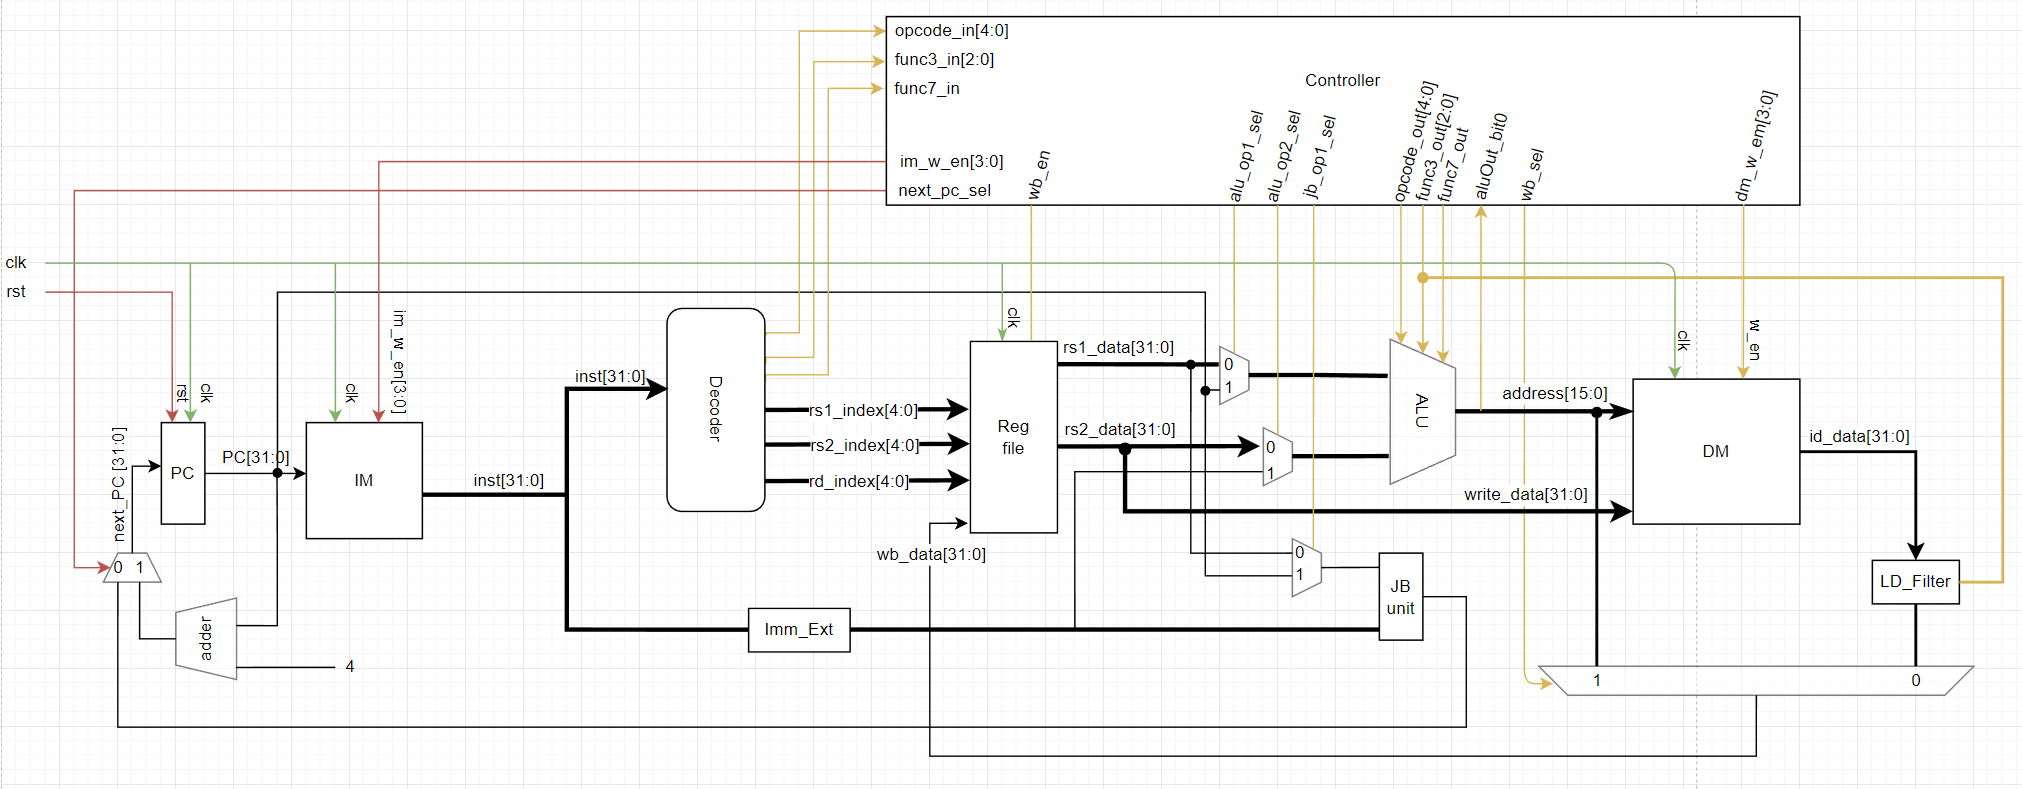 opcode_in[4:0]
func3_in[2:0]
func7_in
Controller
im_w_en[3:0]
next_pc_sel
wb_en
alu_op1_sel
alu_op2_sel
jb_op1_sel
opcode_out[4:0]
func3_out[2:0]
func7_out
aluOut_bit0
wb_sel
dm_w_em[3:0]
clk
rst
rst
clk
clk
im_w_en[3:0]
clk
clk
w_en
next_PC [31:0]
PC
PC[31:0]
IM
inst[31:0]
inst[31:0]
Decoder
rs1_index[4:0]
rs2_index[4:0]
rd_index[4:0]
Reg
file
wb_data[31:0]
rs1_data[31:0]
rs2_data[31:0]
0
1
0
1
ALU
address[15:0]
write_data[31:0]
DM
id_data[31:0]
LD_Filter
0
1
JB
unit
Imm_Ext
0 1
adder
4
1
0